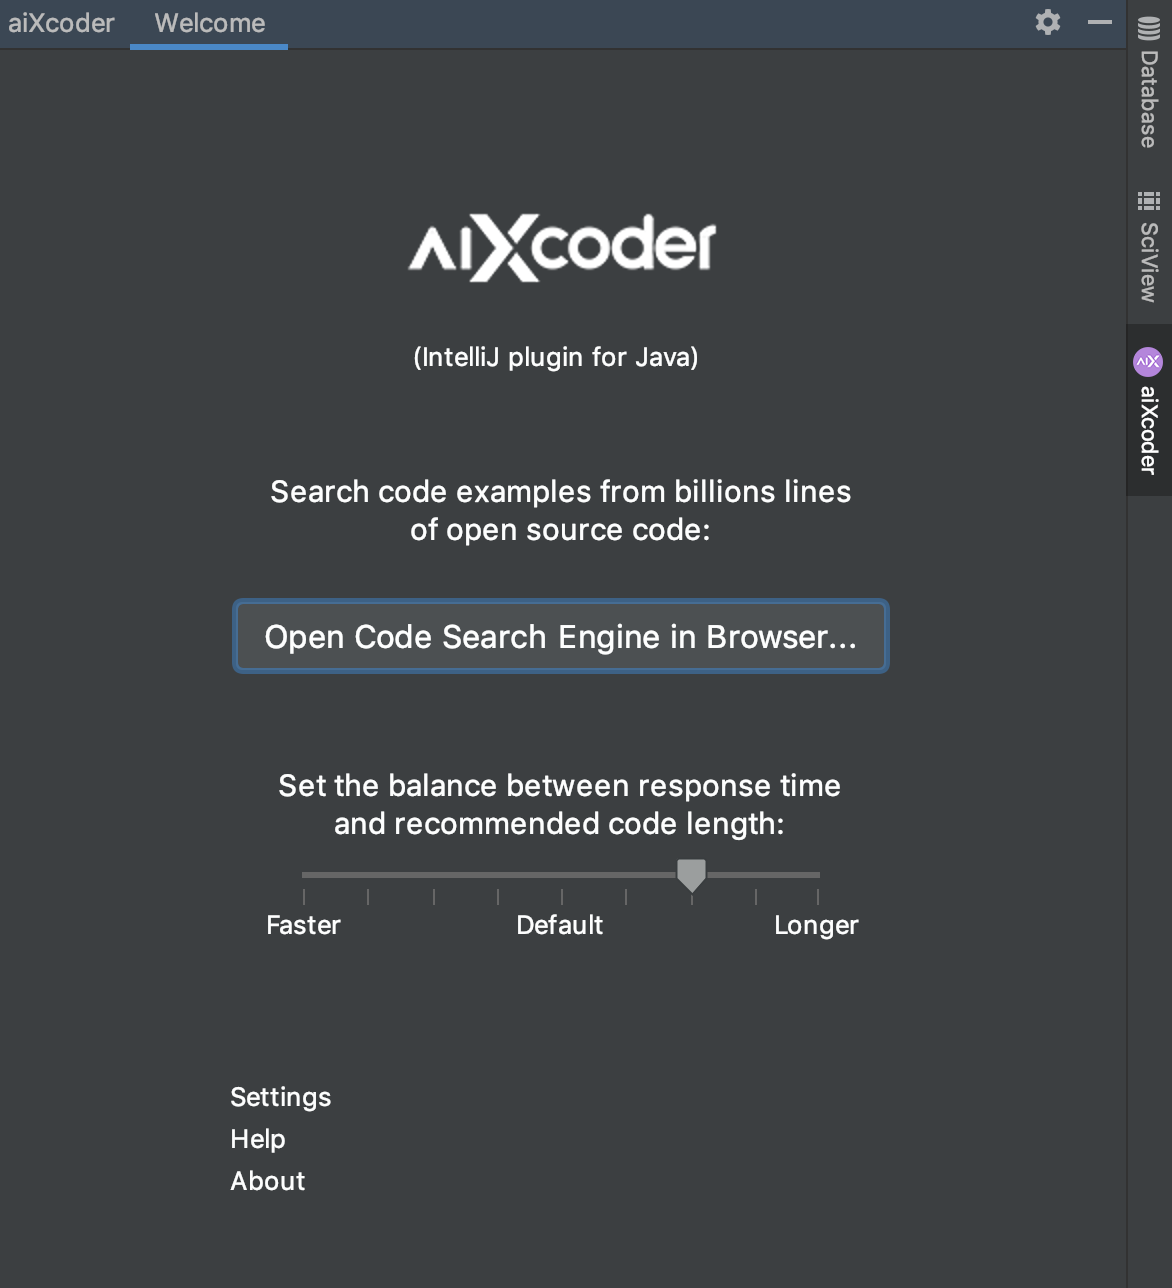 aiXcoder Welcome
Database
SciView
AIX
aiXcoder
aiXcoder
(IntelliJ plugin for Java)
Search code examples from billions lines
of open source code:
Open Code Search Engine in Browser...
Set the balance between response time
and recommended code length:
Faster Default Longer
Settings
Help
About